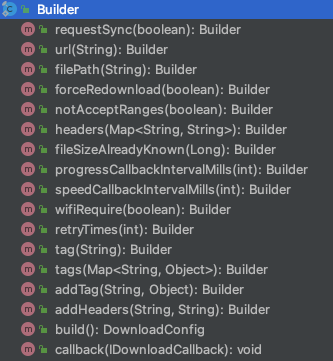 Builder
requestSync(boolean): Builder
url(String): Builder
filePath(String): Builder
forceRedownload(boolean): Builder
notAcceptRanges(boolean): Builder
headers(Map<String, String>): Builder
fileSizeAlreadyKnown(Long): Builder
progressCallbackIntervalMills(int): Builder
speedCallbackIntervalMills(int): Builder
wifiRequire(boolean): Builder
retryTimes(int): Builder
tag(String): Builder
tags(Map<String, Object>): Builder
addTag(String, Object): Builder
addHeaders(String, String): Builder
build(): DownloadConfig
callback(IDownloadCallback): void